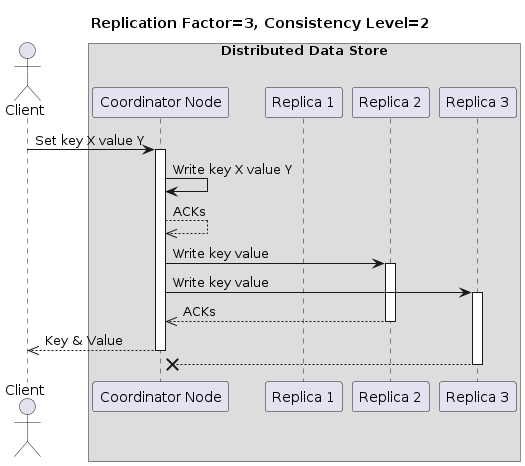 Replication Factor=3, Consistency Level=2
Distributed Data Store
Client
Coordinator Node
Replica 1
Replica 2
Replica 3
Set key X value Y
Write key X value Y
ACKs
Write key value
Write key value
ACKs
Key & Value
Client
Coordinator Node
Replica 1
Replica 2
Replica 3